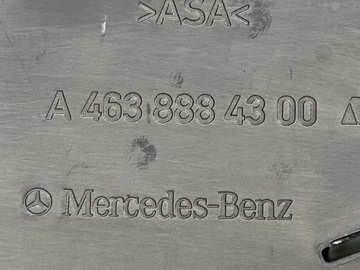 >ASA<
A 463 888 43 00
Mercedes-Benz